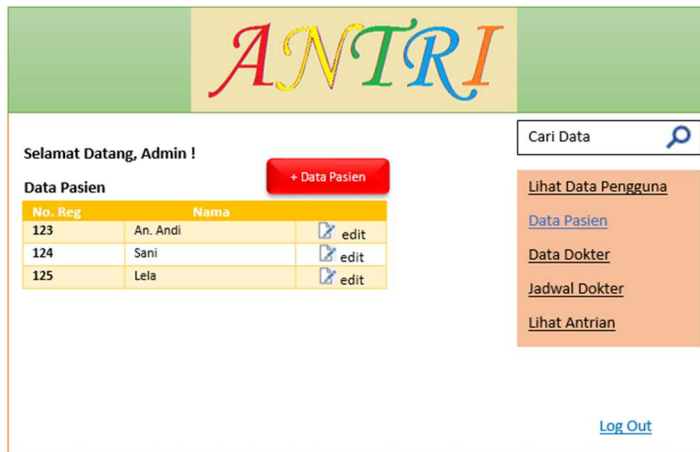 ANTRI
Selamat Datang, Admin !
Data Pasien
+ Data Pasien
No. Reg Nama
123 An. Andi edit
124 Sani edit
125 Lela edit
Cari Data
Lihat Data Pengguna
Data Pasien
Data Dokter
Jadwal Dokter
Lihat Antrian
Log Out